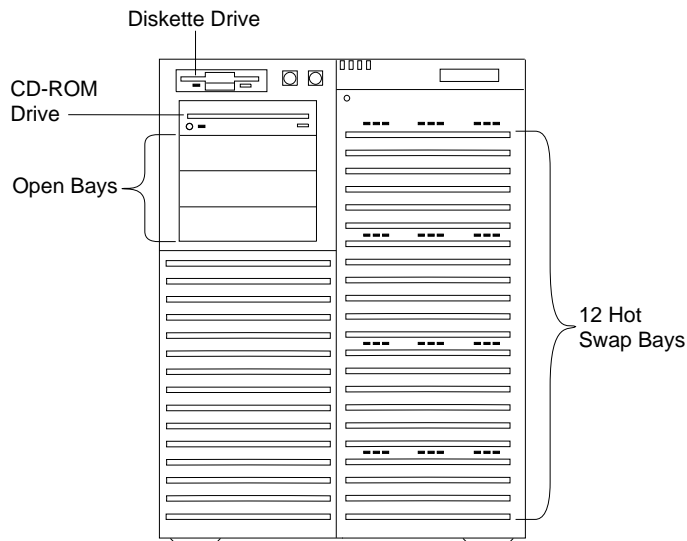 Diskette Drive
CD-ROM
Drive
Open Bays
12 Hot
Swap Bays